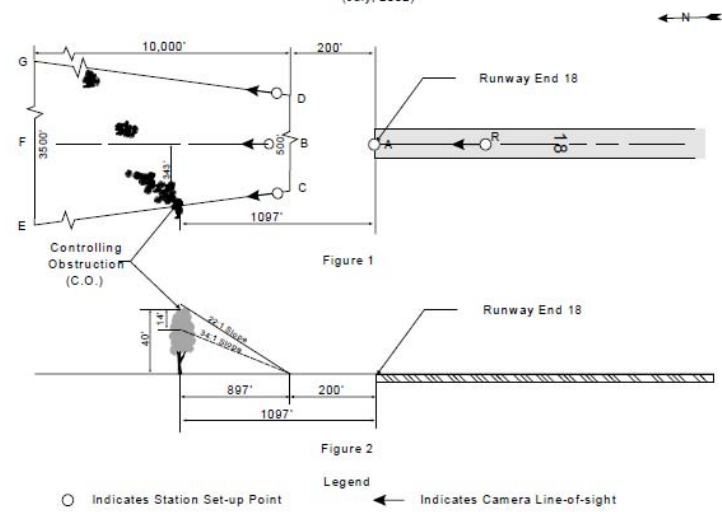 N
10,000'
200'
G
D
Runway End 18
F
3500'
500'
B
A
R
18
343'
C
E
1097'
Controlling
Obstruction
(C.O.)
Figure 1
14'
40'
22:1 Slope
34:1 Slope
Runway End 18
897'
200'
1097'
Figure 2
Legend
Indicates Station Set-up Point
Indicates Camera Line-of-sight